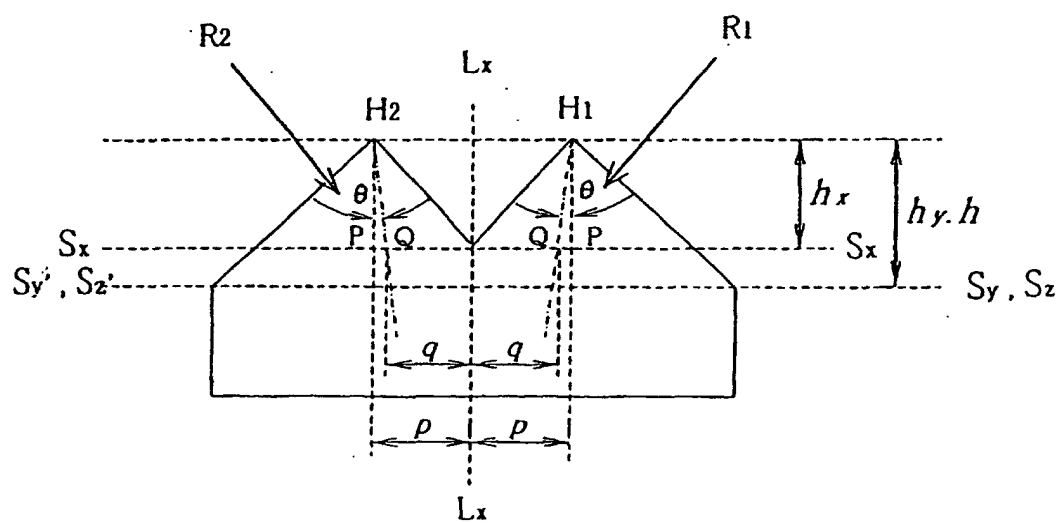 R2
R1
Lx
H2
H1
θ
θ
hx
hy.h
P Q
Q P
Sx
Sx
Sy', Sz'
Sy, Sz
q q
p p
Lx